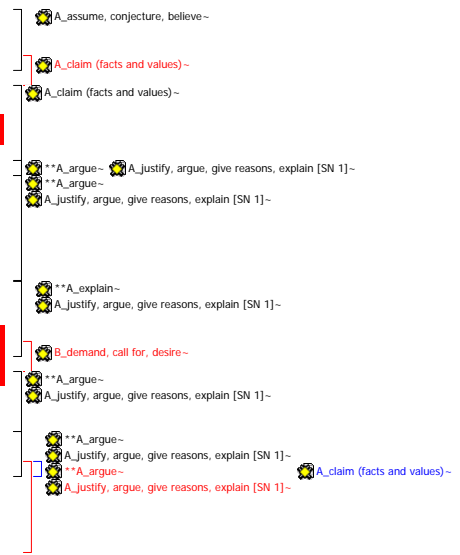 A_assume, conjecture, believe~
A_claim (facts and values)~
A_claim (facts and values)~
**A_argue~ A_justify, argue, give reasons, explain [SN 1]~
**A_argue~
A_justify, argue, give reasons, explain [SN 1]~
**A_explain~
A_justify, argue, give reasons, explain [SN 1]~
B_demand, call for, desire~
**A_argue~
A_justify, argue, give reasons, explain [SN 1]~
**A_argue~
A_justify, argue, give reasons, explain [SN 1]~
**A_argue~ A_claim (facts and values)~
A_justify, argue, give reasons, explain [SN 1]~